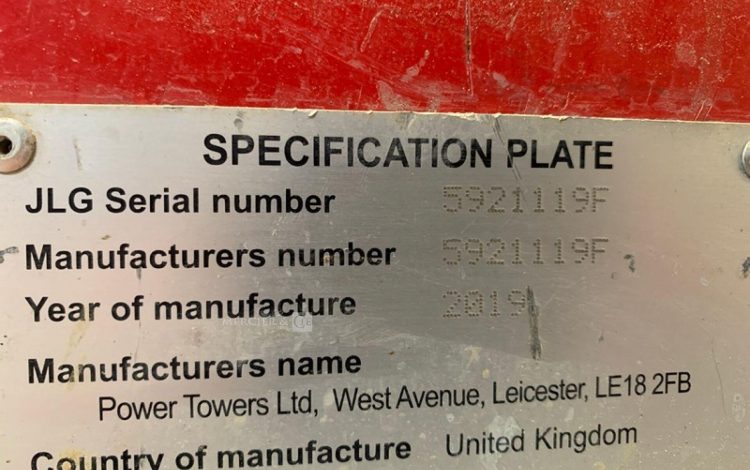 SPECIFICATION PLATE
JLG Serial number 5921119F
Manufacturers number 5921119F
Year of manufacture 2019
Manufacturers name
Power Towers Ltd, West Avenue, Leicester, LE18 2FB
Country of manufacture United Kingdom